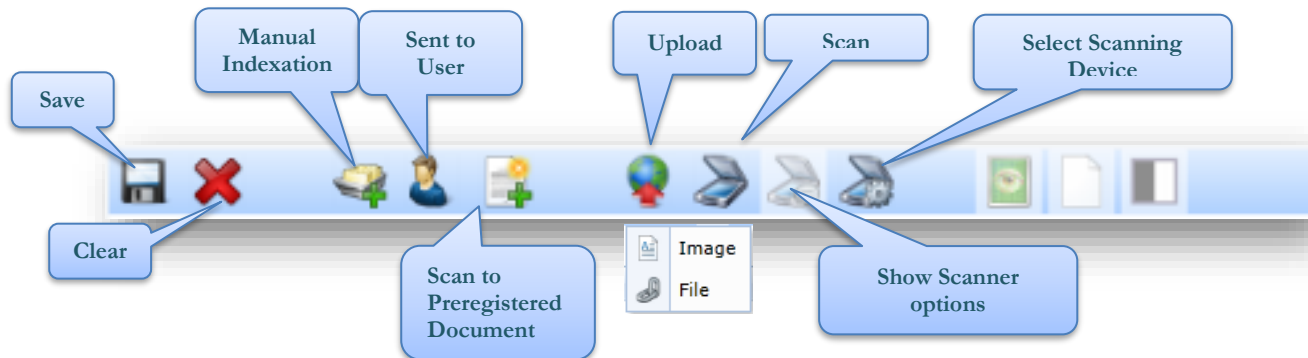 Manual
Indexation
Sent to
User
Upload
Scan
Select Scanning
Device
Save
Clear
Scan to
Preregistered
Document
Image
File
Show Scanner
options